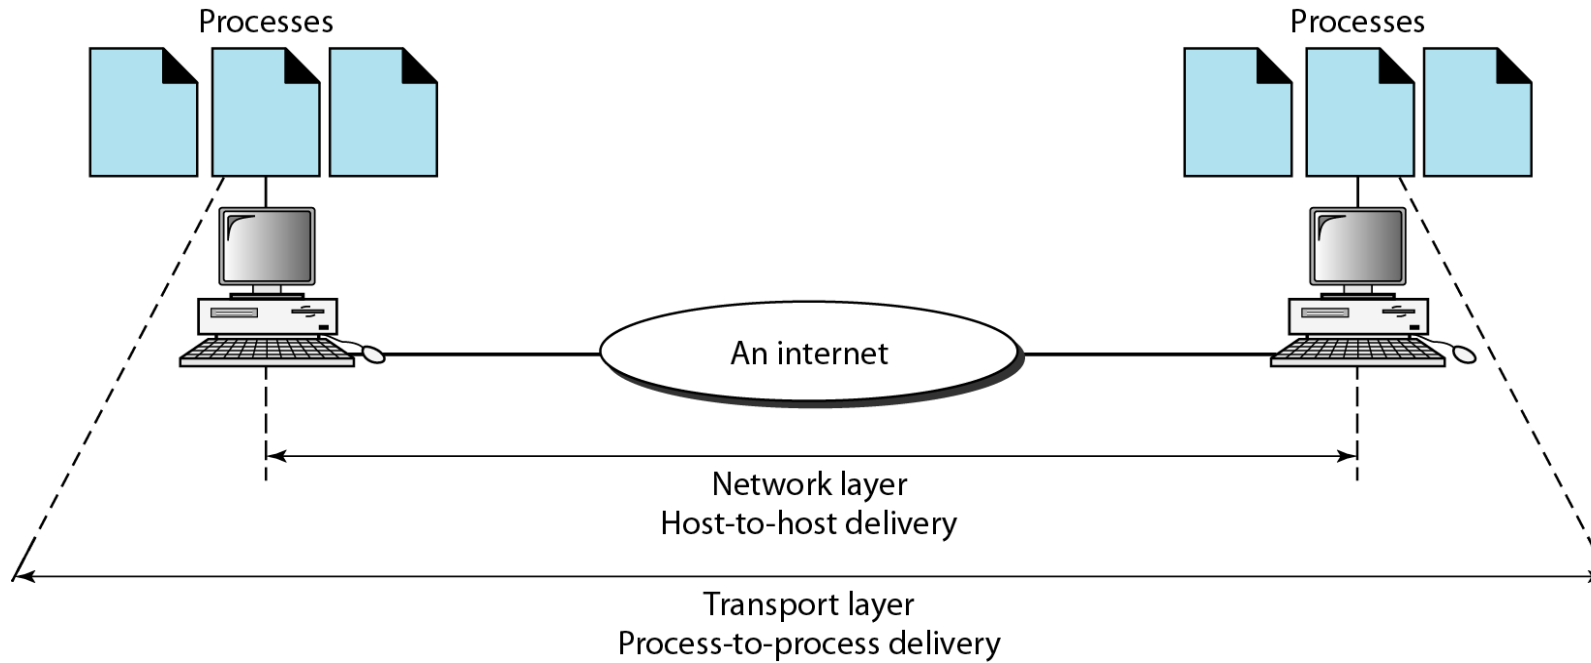 Processes
Processes
An internet
Network layer
Host-to-host delivery
Transport layer
Process-to-process delivery